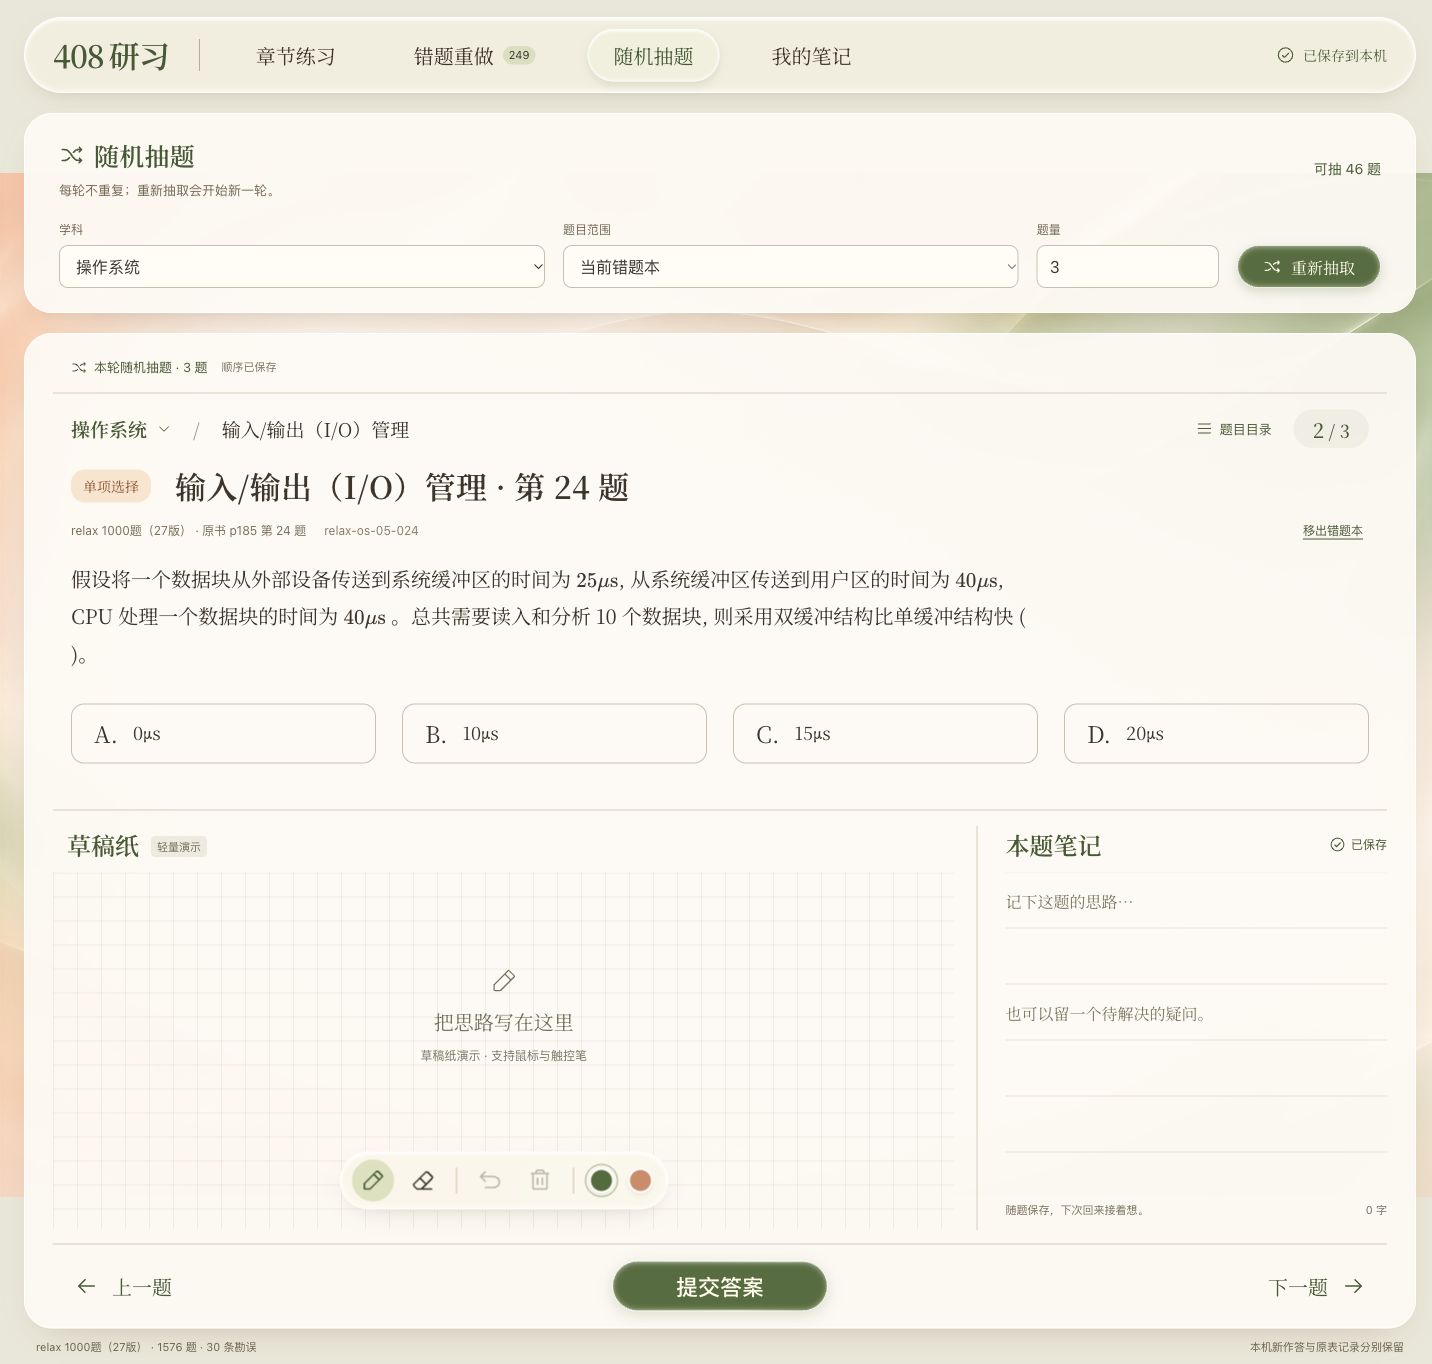 408 研习
章节练习
错题重做 249
随机抽题
我的笔记
已保存到本机
随机抽题
每轮不重复；重新抽取会开始新一轮。
可抽 46 题
学科
题目范围
题量
操作系统
当前错题本
3
重新抽取
本轮随机抽题 · 3 题 顺序已保存
操作系统 / 输入/输出（I/O）管理
题目目录
2 / 3
单项选择 输入/输出（I/O）管理 · 第 24 题
relax 1000题（27版） · 原书 p185 第 24 题 relax-os-05-024
移出错题本
假设将一个数据块从外部设备传送到系统缓冲区的时间为 25μs, 从系统缓冲区传送到用户区的时间为 40μs,
CPU 处理一个数据块的时间为 40μs 。总共需要读入和分析 10 个数据块, 则采用双缓冲结构比单缓冲结构快 (
)。
A. 0μs
B. 10μs
C. 15μs
D. 20μs
草稿纸 轻量演示
把思路写在这里
草稿纸演示 · 支持鼠标与触控笔
本题笔记
已保存
记下这题的思路…
也可以留一个待解决的疑问。
随题保存，下次回来接着想。
0 字
上一题
提交答案
下一题
relax 1000题（27版） · 1576 题 · 30 条勘误
本机新作答与原表记录分别保留